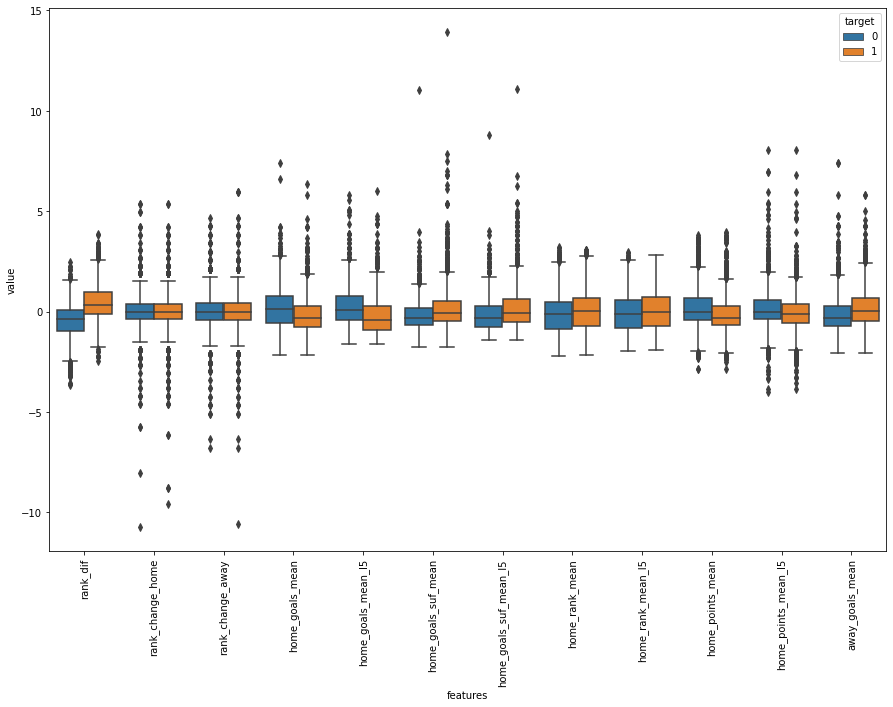 15
10
5
0
−5
−10
value
target
0
1
rank_dif
rank_change_home
rank_change_away
home_goals_mean
home_goals_mean_l5
home_goals_suf_mean
home_goals_suf_mean_l5
home_rank_mean
home_rank_mean_l5
home_points_mean
home_points_mean_l5
away_goals_mean
features